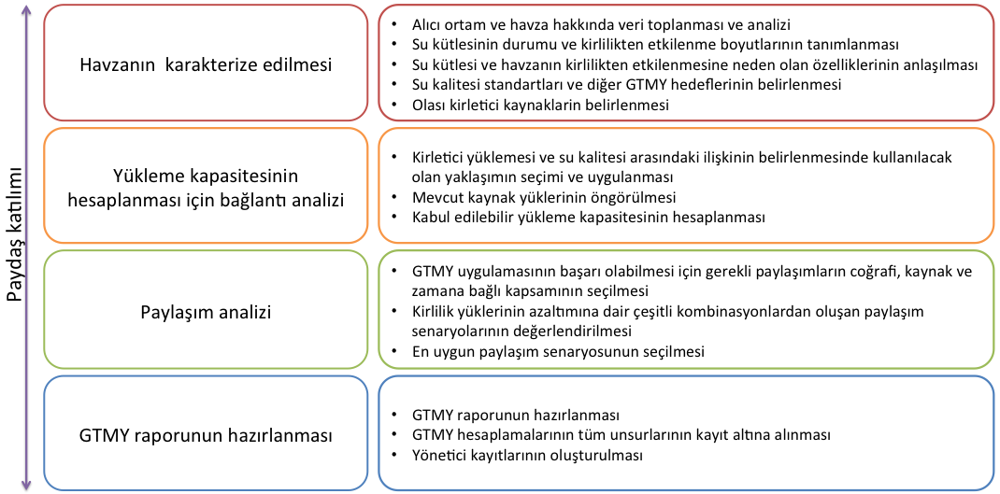 Paydaş katılımı
Havzanın karakterize edilmesi
• Alıcı ortam ve havza hakkında veri toplanması ve analizi
• Su kütlesinin durumu ve kirlilikten etkilenme boyutlarının tanımlanması
• Su kütlesi ve havzanın kirlilikten etkilenmesine neden olan özelliklerinin anlaşılması
• Su kalitesi standartları ve diğer GTMY hedeflerinin belirlenmesi
• Olası kirletici kaynakların belirlenmesi
Yükleme kapasitesinin
hesaplanması için bağlantı analizi
• Kirletici yüklemesi ve su kalitesi arasındaki ilişkinin belirlenmesinde kullanılacak
olan yaklaşımın seçimi ve uygulanması
• Mevcut kaynak yüklerinin öngörülmesi
• Kabul edilebilir yükleme kapasitesinin hesaplanması
Paylaşım analizi
• GTMY uygulamasının başarı olabilmesi için gerekli paylaşımların coğrafi, kaynak ve
zamana bağlı kapsamının seçilmesi
• Kirlilik yüklerinin azaltımına dair çeşitli kombinasyonlardan oluşan paylaşım
senaryolarının değerlendirilmesi
• En uygun paylaşım senaryosunun seçilmesi
GTMY raporunun hazırlanması
• GTMY raporunun hazırlanması
• GTMY hesaplamalarının tüm unsurlarının kayıt altına alınması
• Yönetici kayıtlarının oluşturulması